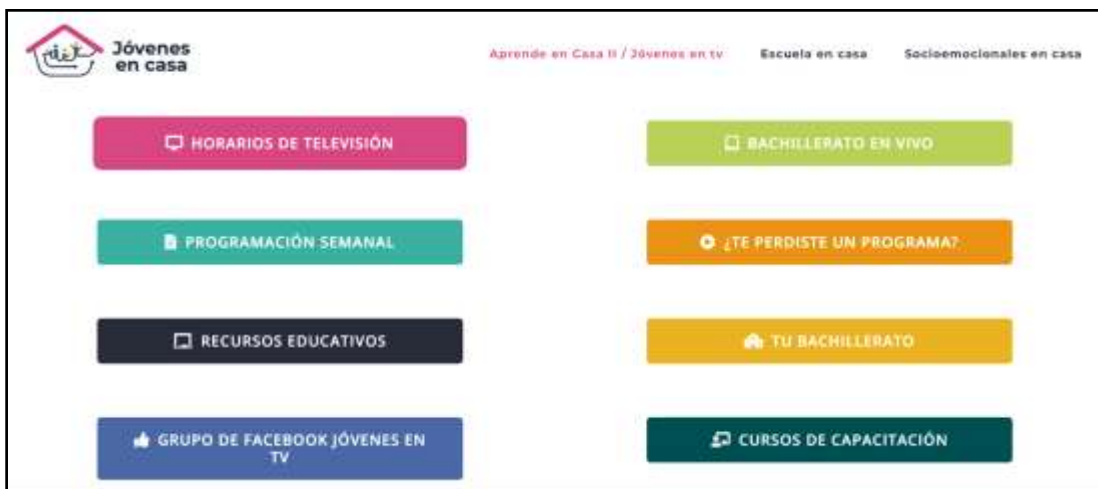 Jóvenes
en casa
Aprende en Casa II / Jóvenes en tv
Escuela en casa
Socioemocionales en casa
HORARIOS DE TELEVISIÓN
BACHILLERATO EN VIVO
PROGRAMACIÓN SEMANAL
¿TE PERDISTE UN PROGRAMA?
RECURSOS EDUCATIVOS
TU BACHILLERATO
GRUPO DE FACEBOOK JÓVENES EN
TV
CURSOS DE CAPACITACIÓN